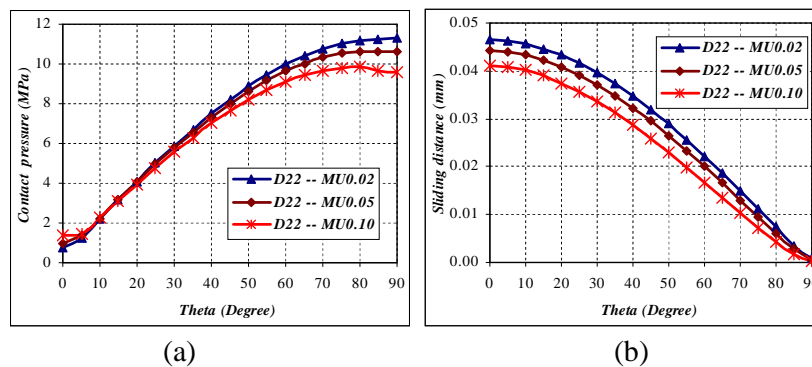 12
10
8
6
4
2
0
Contact pressure (MPa)
D22 -- MU0.02
D22 -- MU0.05
D22 -- MU0.10
0 10 20 30 40 50 60 70 80 90
Theta (Degree)
(a)
0.05
0.04
0.03
0.02
0.01
0.00
Sliding distance (mm)
D22 -- MU0.02
D22 -- MU0.05
D22 -- MU0.10
0 10 20 30 40 50 60 70 80 90
Theta (Degree)
(b)